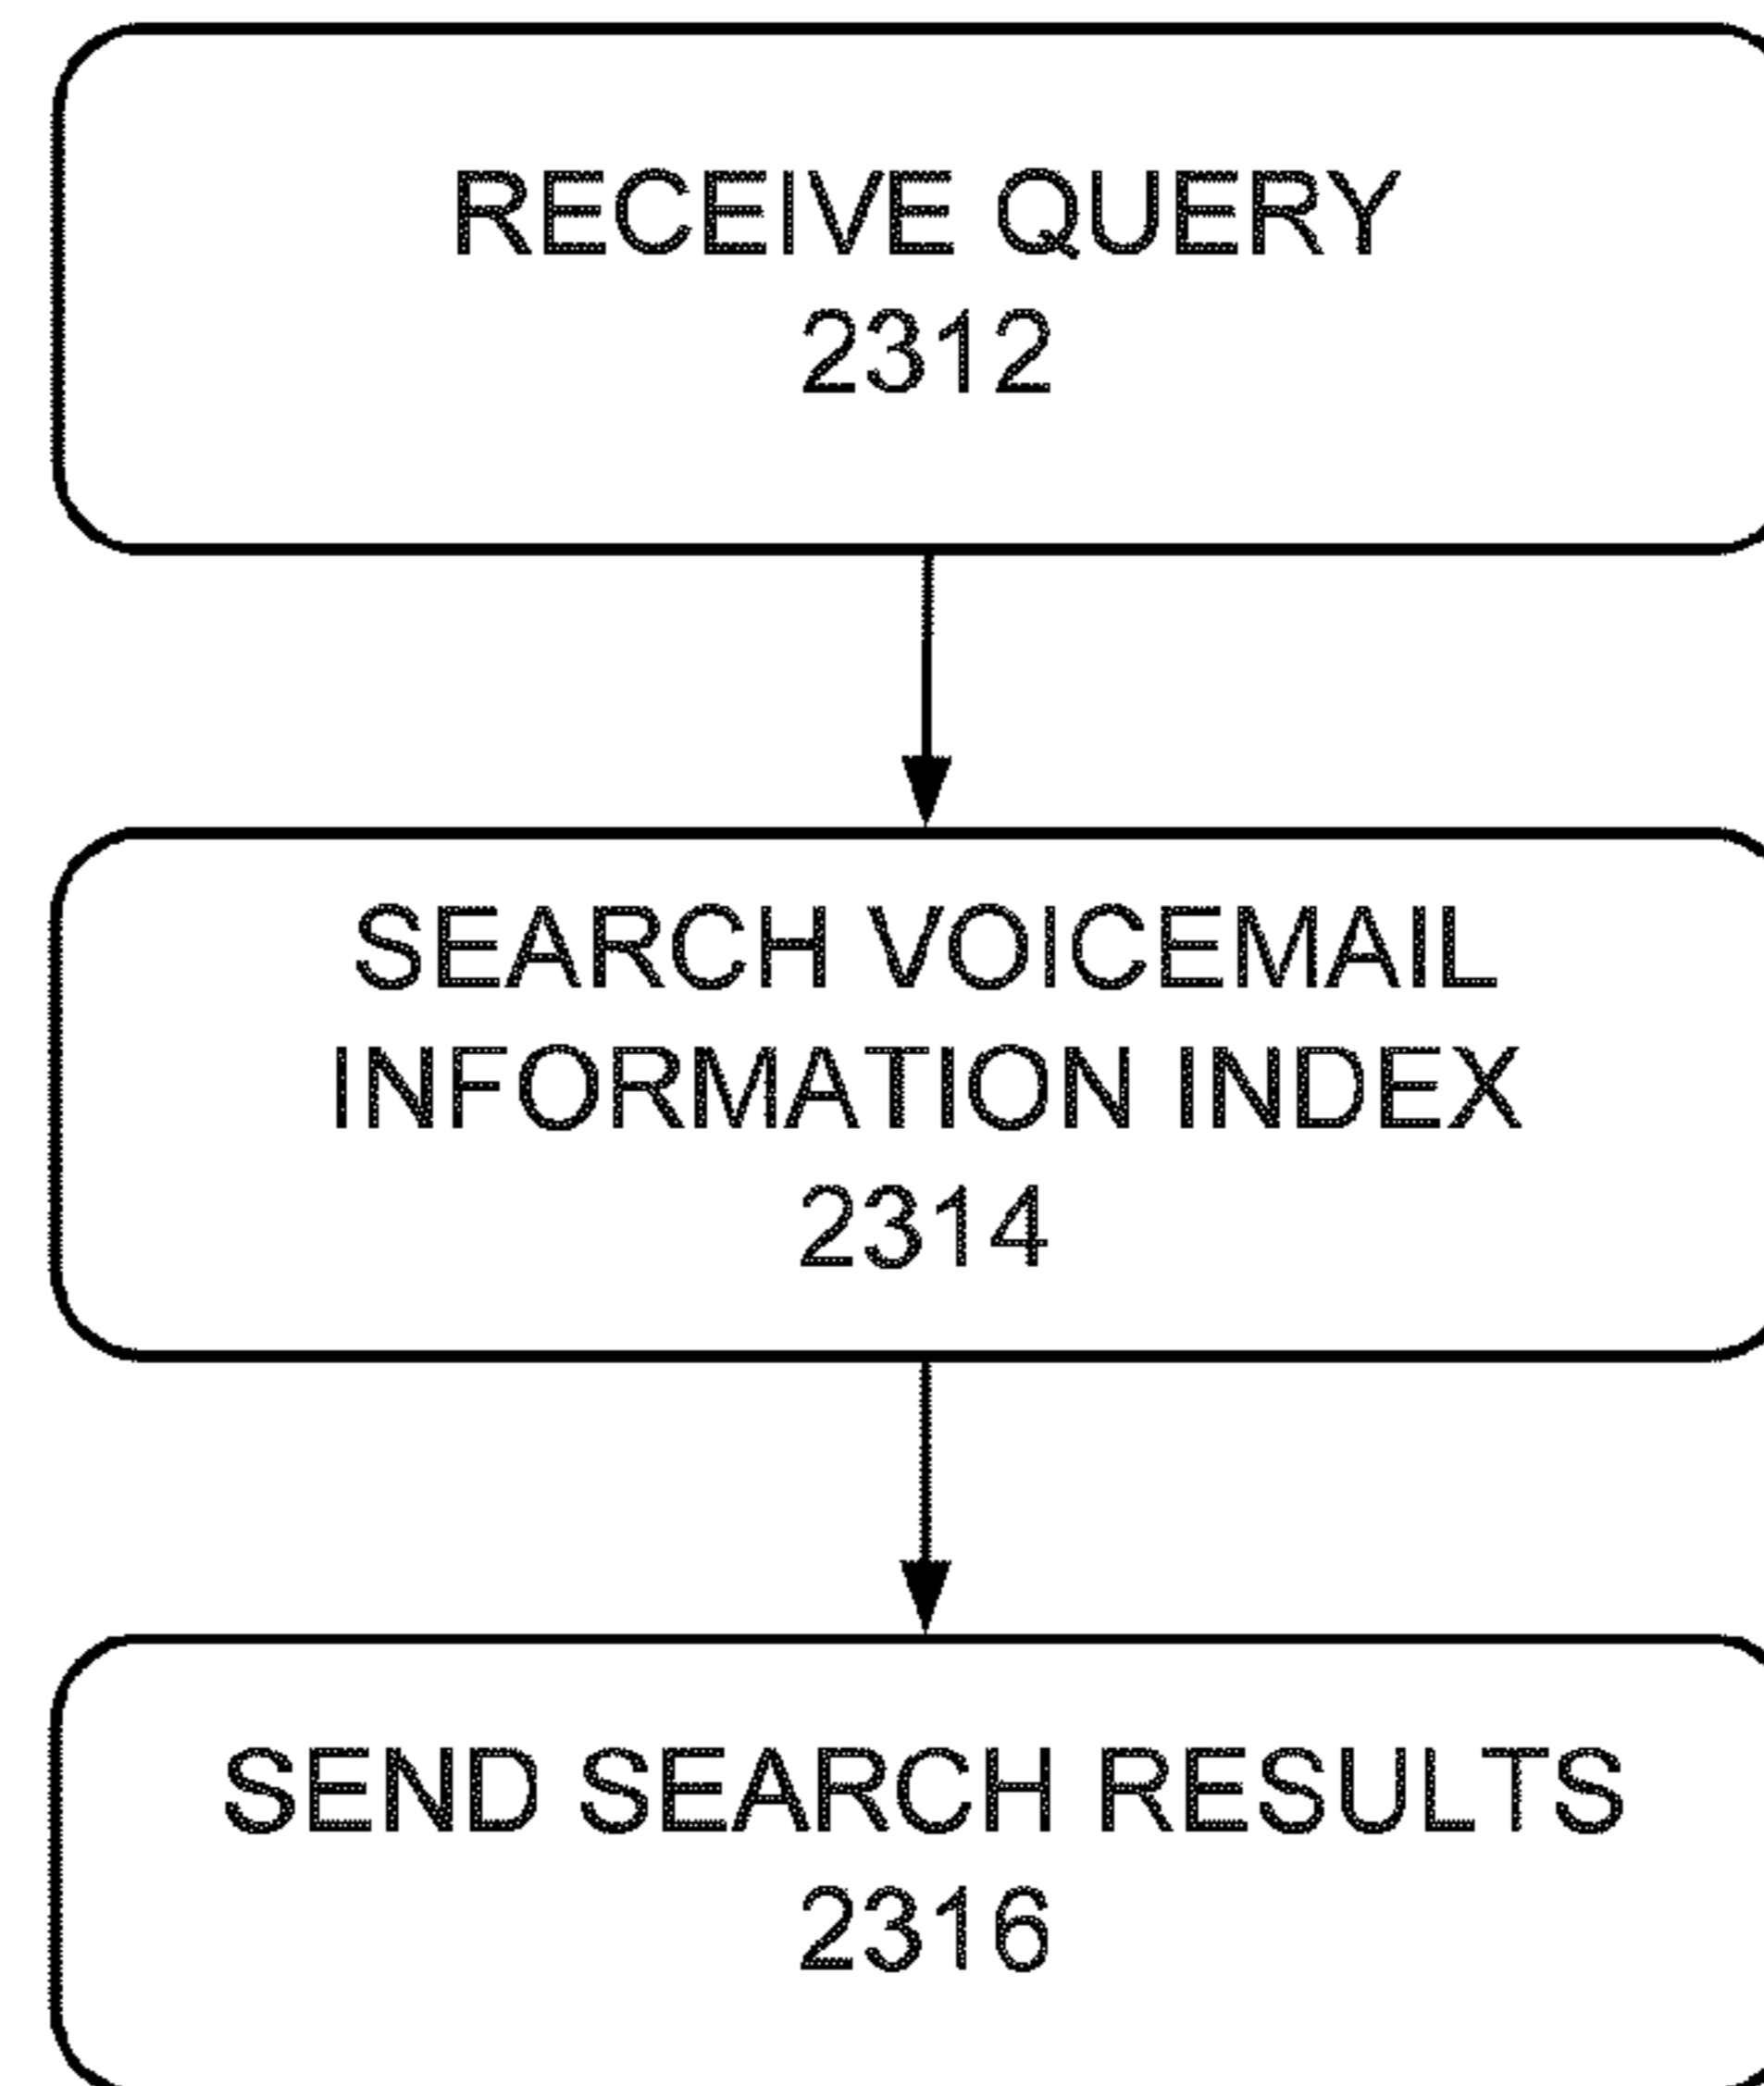 RECEIVE QUERY
2312
SEARCH VOICEMAIL
INFORMATION INDEX
2314
SEND SEARCH RESULTS
2316